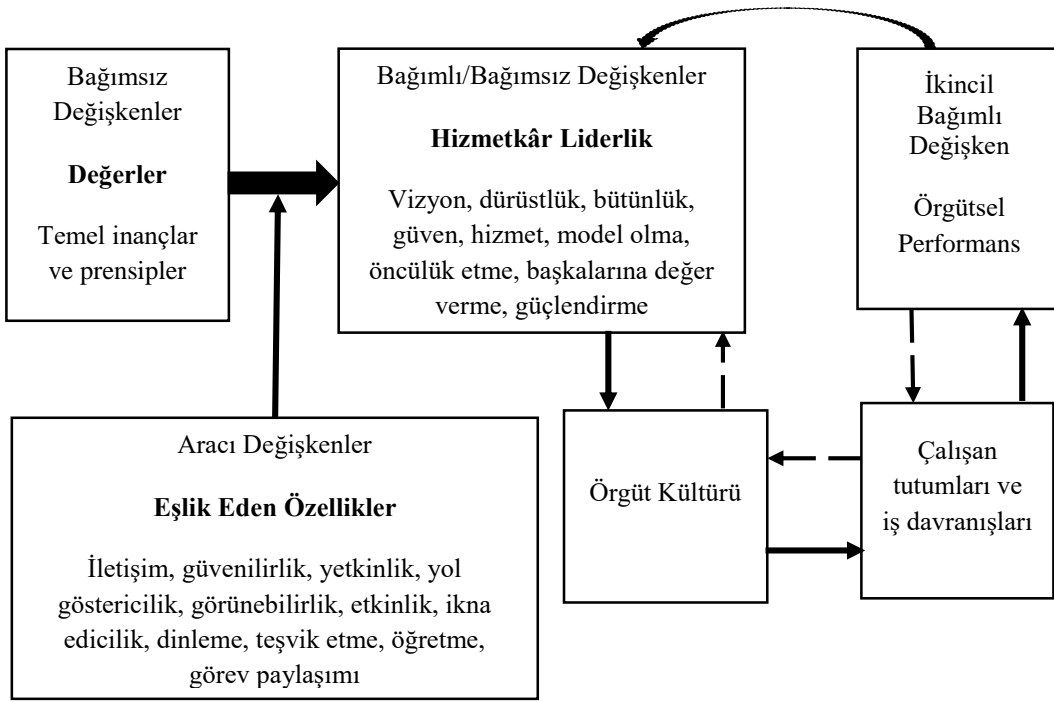 Bağımsız
Değişkenler
Değerler
Temel inançlar
ve prensipler
Bağımlı/Bağımsız Değişkenler
Hizmetkâr Liderlik
Vizyon, dürüstlük, bütünlük,
güven, hizmet, model olma,
öncülük etme, başkalarına değer
verme, güçlendirme
İkincil
Bağımlı
Değişken
Örgütsel
Performans
Aracı Değişkenler
Eşlik Eden Özellikler
İletişim, güvenilirlik, yetkinlik, yol
göstericilik, görünebilirlik, etkinlik, ikna
edicilik, dinleme, teşvik etme, öğretme,
görev paylaşımı
Örgüt Kültürü
Çalışan
tutumları ve
iş davranışları